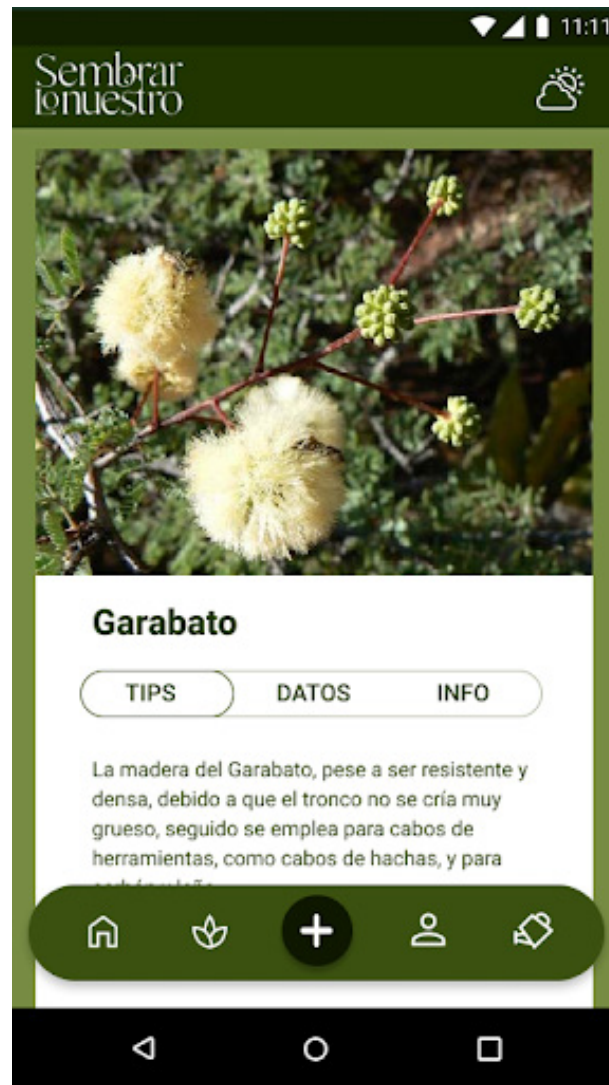 11:11
Sembrar
lo nuestro
Garabato
TIPS DATOS INFO
La madera del Garabato, pese a ser resistente y
densa, debido a que el tronco no se cría muy
grueso, seguido se emplea para cabos de
herramientas, como cabos de hachas, y para